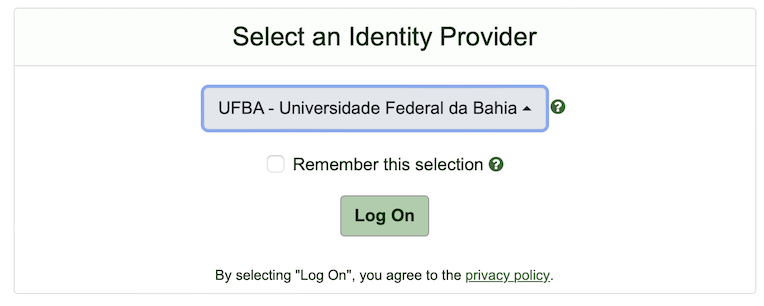 Select an Identity Provider
UFBA - Universidade Federal da Bahia
Remember this selection
Log On
By selecting "Log On", you agree to the privacy policy.